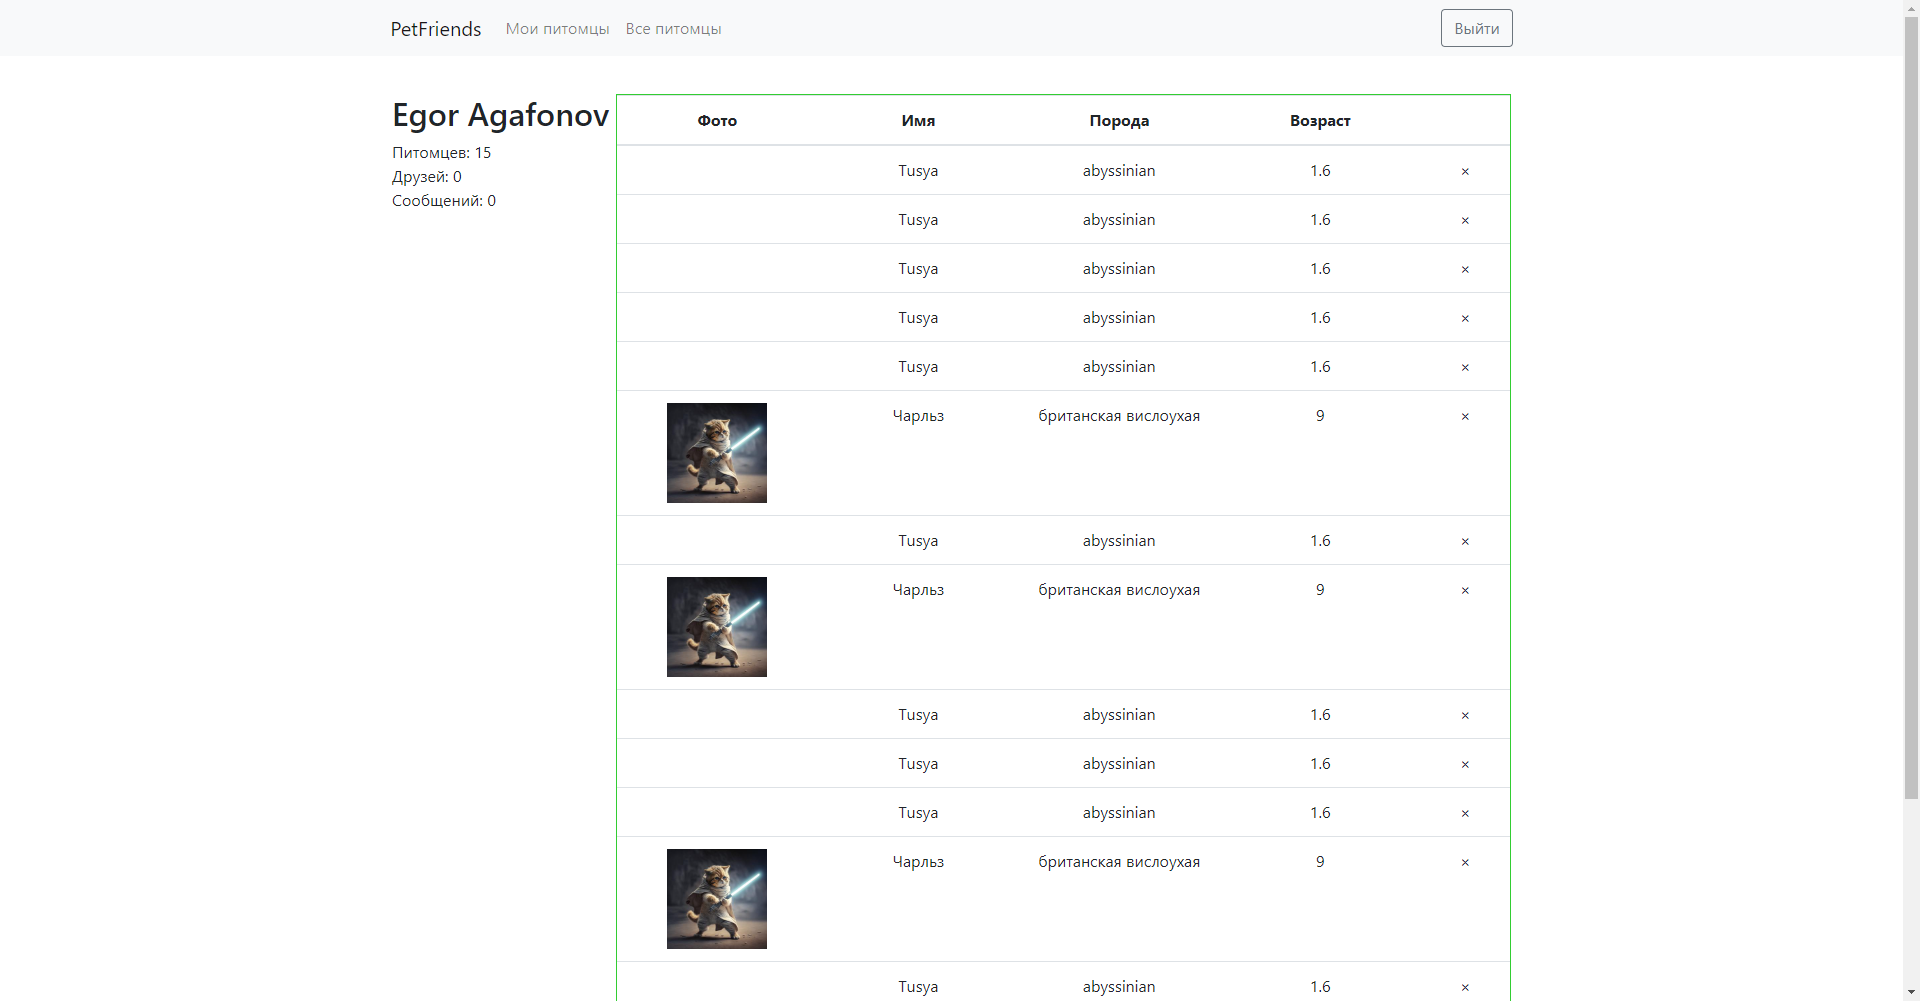 PetFriends Мои питомцы Все питомцы Выйти
Egor Agafonov
Питомцев: 15
Друзей: 0
Сообщений: 0
Фото Имя Порода Возраст
Tusya abyssinian 1.6 ×
Tusya abyssinian 1.6 ×
Tusya abyssinian 1.6 ×
Tusya abyssinian 1.6 ×
Tusya abyssinian 1.6 ×
Чарльз британская вислоухая 9 ×
Tusya abyssinian 1.6 ×
Чарльз британская вислоухая 9 ×
Tusya abyssinian 1.6 ×
Tusya abyssinian 1.6 ×
Tusya abyssinian 1.6 ×
Чарльз британская вислоухая 9 ×
Tusya abyssinian 1.6 ×